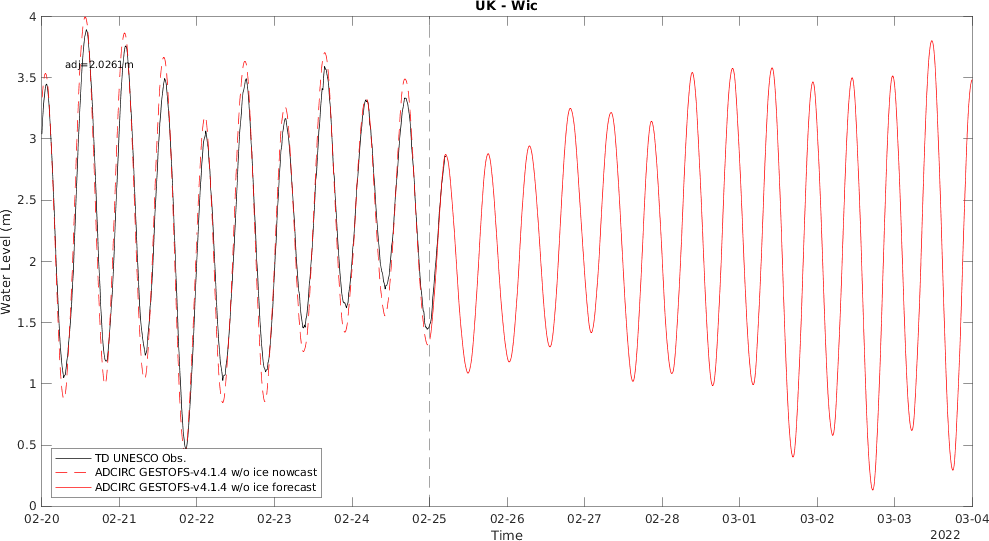 UK - Wic
adj=2.0261m
Water Level (m)
4
3.5
3
2.5
2
1.5
1
0.5
0
TD UNESCO Obs.
ADCIRC GESTOFS-v4.1.4 w/o ice nowcast
ADCIRC GESTOFS-v4.1.4 w/o ice forecast
02-20 02-21 02-22 02-23 02-24 02-25 02-26 02-27 02-28 03-01 03-02 03-03 03-04
Time
2022